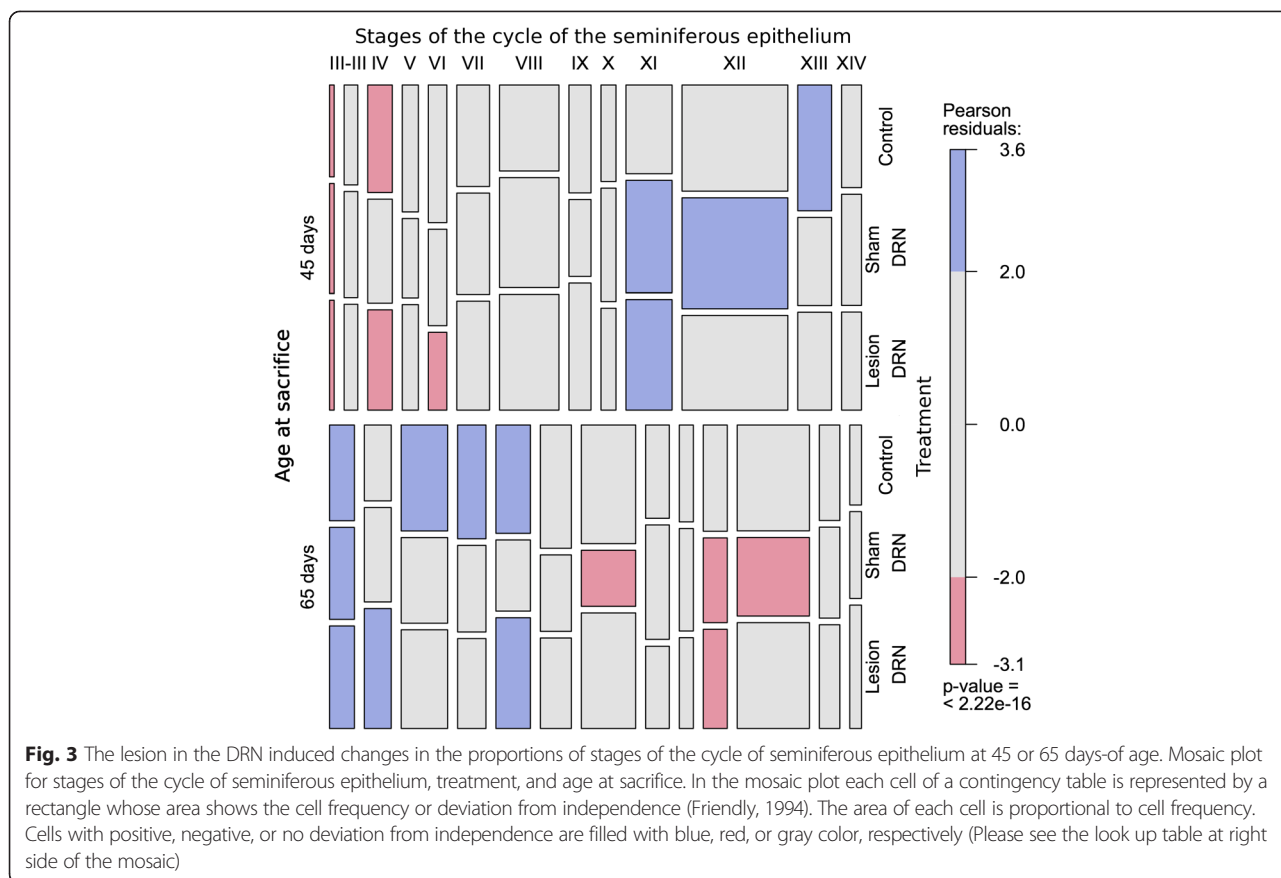 Stages of the cycle of the seminiferous epithelium
III-III IV V VI VII VIII IX X XI XII XIII XIV
Age at sacrifice
45 days
65 days
Control
Sham DRN
Lesion DRN
Control
Sham DRN
Lesion DRN
Treatment
Pearson
residuals:
3.6
2.0
0.0
-2.0
-3.1
p-value =
< 2.22e-16
Fig. 3 The lesion in the DRN induced changes in the proportions of stages of the cycle of seminiferous epithelium at 45 or 65 days-of age. Mosaic plot
for stages of the cycle of seminiferous epithelium, treatment, and age at sacrifice. In the mosaic plot each cell of a contingency table is represented by a
rectangle whose area shows the cell frequency or deviation from independence (Friendly, 1994). The area of each cell is proportional to cell frequency.
Cells with positive, negative, or no deviation from independence are filled with blue, red, or gray color, respectively (Please see the look up table at right
side of the mosaic)